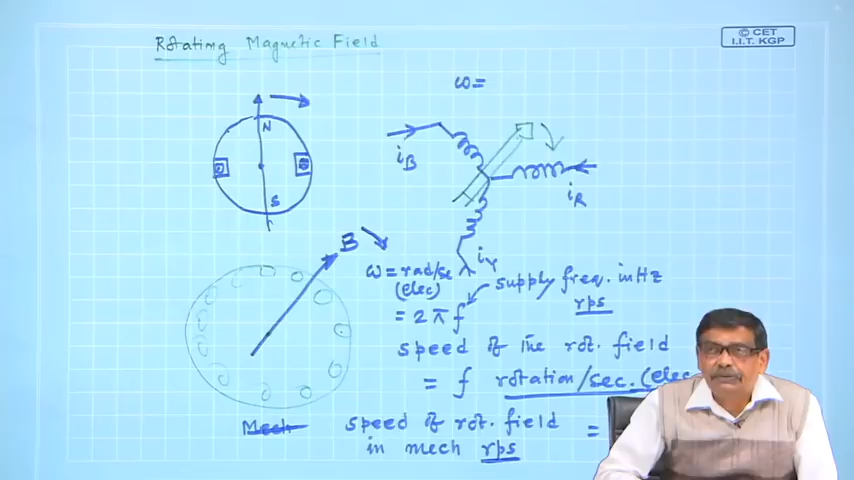 Rotating Magnetic Field
© CET
I.I.T. KGP
ω=
N
S
iB
iR
iY
B
ω = rad/sec
(elec)
= 2πf
supply freq. in Hz
rps
speed of the rot. field
= f rotation/sec. (elec
Mech
speed of rot. field
in mech rps =